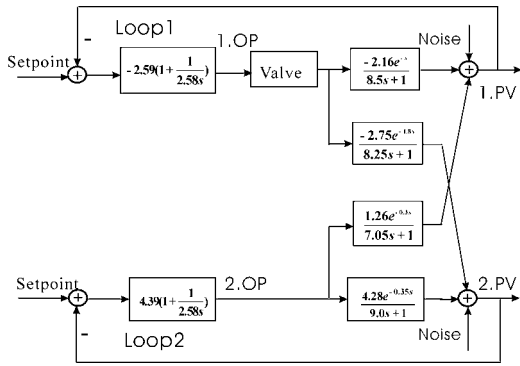 Loop1
1.OP
Noise
Setpoint
+
-
-2.59(1+ 1/2.58s)
Valve
-2.16e / 8.5s+1
+
1.PV
-2.75e^-1.8s / 8.25s+1
1.26e^-0.3s / 7.05s+1
Setpoint
+
4.39(1+ 1/2.58s)
2.OP
4.28e^-0.35s / 9.0s+1
+
2.PV
-
Loop2
Noise